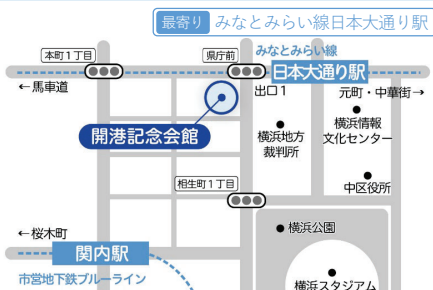 最寄り みなとみらい線日本大通り駅
本町1丁目
県庁前
みなとみらい線
日本大通り駅
←馬車道
出口1
元町・中華街→
開港記念会館
横浜地方
裁判所
横浜情報
文化センター
相生町1丁目
中区役所
←桜木町
横浜公園
関内駅
市営地下鉄ブルーライン
横浜スタジアム